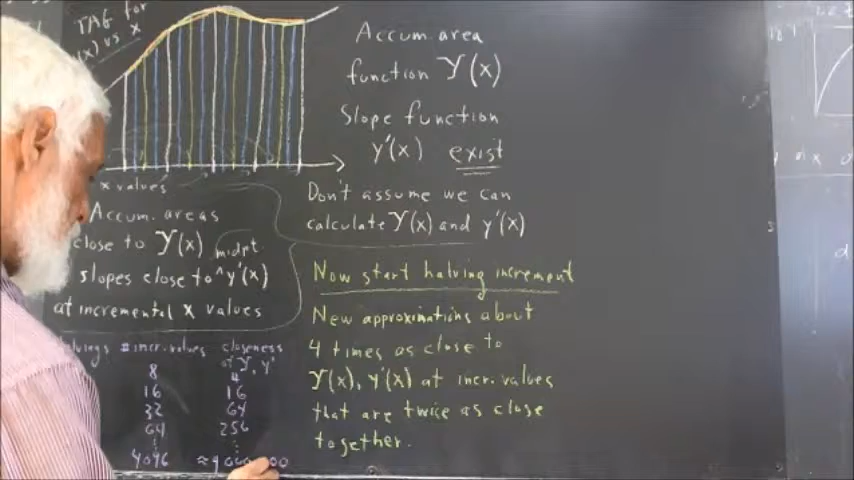 TAG for
(x) vs x
x values
Accum. areas
close to Y(x)
midpt
slopes close to ^ y'(x)
at incremental x values
#incr. values closeness
of Y, y'
8 4
16 16
32 64
64 256
4096
Accum. area
function Y(x)
Slope function
y'(x) exist
Don't assume we can
calculate Y(x) and y'(x)
Now start halving increment
New approximations about
4 times as close to
Y(x), y'(x) at incr. values
that are twice as close
together.